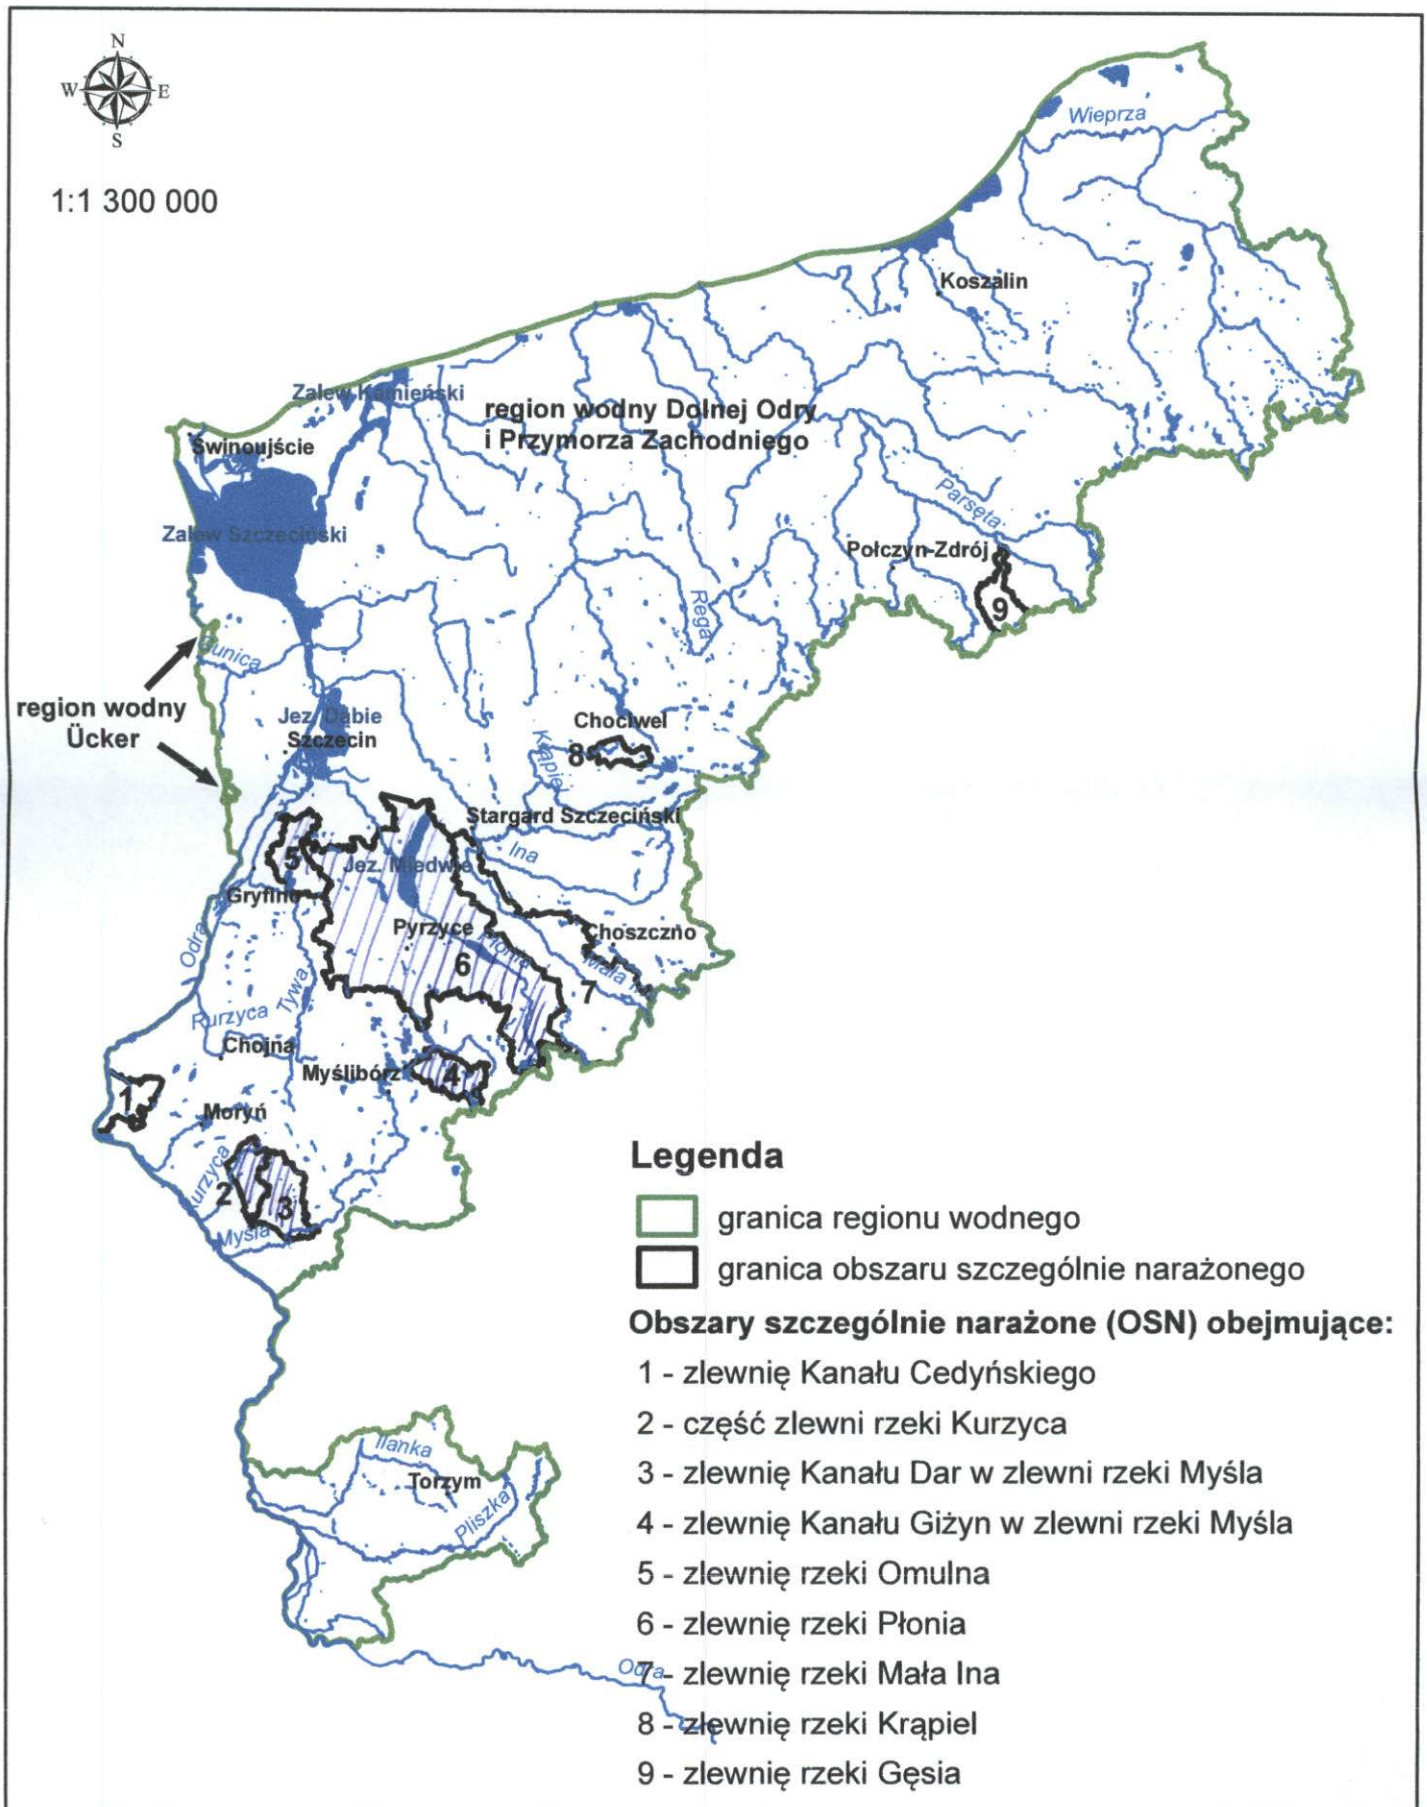 N
W E
S
1:1 300 000
Wieprza
Koszalin
Zalew Kamieński
region wodny Dolnej Odry
i Przymorza Zachodniego
Świnoujście
Zalew Szczeciński
Parsęta
Połczyn-Zdrój
9
Rega
Gunica
region wodny
Ücker
Jez. Dąbie
Szczecin
Chociwel
8
Krąpiel
Stargard Szczeciński
Ina
5
Jez. Miedwie
Gryfino
Odra
Pyrzyce
Płonia
6
Choszczno
Mała Ina
7
Tywa
Rurzyca
Chojna
Myślibórz
4
1
Moryń
Kurzyca
2
3
Myśla
Legenda
granica regionu wodnego
granica obszaru szczególnie narażonego
Obszary szczególnie narażone (OSN) obejmujące:
1 - zlewnię Kanału Cedyńskiego
2 - część zlewni rzeki Kurzyca
3 - zlewnię Kanału Dar w zlewni rzeki Myśla
4 - zlewnię Kanału Giżyn w zlewni rzeki Myśla
5 - zlewnię rzeki Omulna
6 - zlewnię rzeki Płonia
7 - zlewnię rzeki Mała Ina
8 - zlewnię rzeki Krąpiel
9 - zlewnię rzeki Gęsia
Ilanka
Torzym
Pliszka
Odra